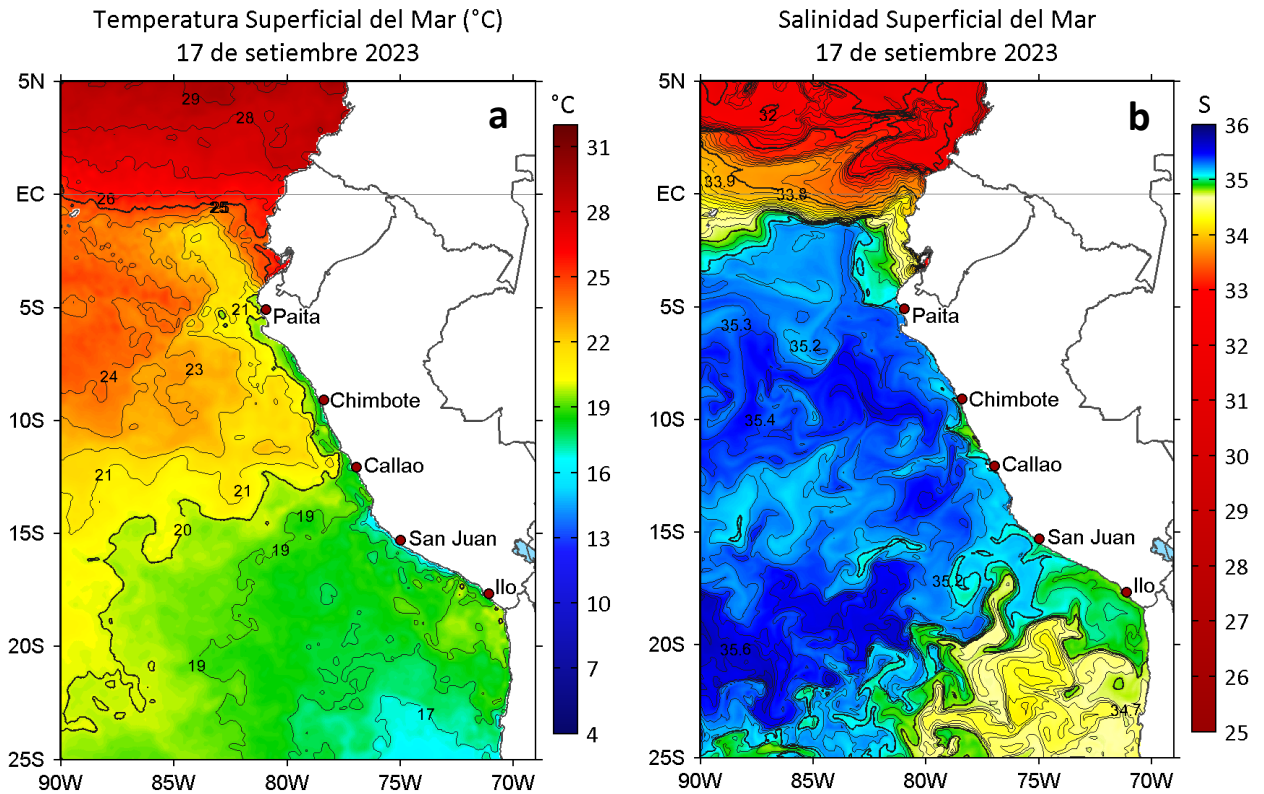 Temperatura Superficial del Mar (°C)
17 de setiembre 2023
a
°C
5N
EC
5S
10S
15S
20S
25S
90W
85W
80W
75W
70W
29
28
26
25
21
24
23
21
21
20
19
19
19
17
Paita
Chimbote
Callao
San Juan
Ilo
31
28
25
22
19
16
13
10
7
4
Salinidad Superficial del Mar
17 de setiembre 2023
b
S
5N
EC
5S
10S
15S
20S
25S
90W
85W
80W
75W
70W
32
33.9
33.8
35.3
35.2
35.4
35.2
35.6
34.7
Paita
Chimbote
Callao
San Juan
Ilo
36
35
34
33
32
31
30
29
28
27
26
25